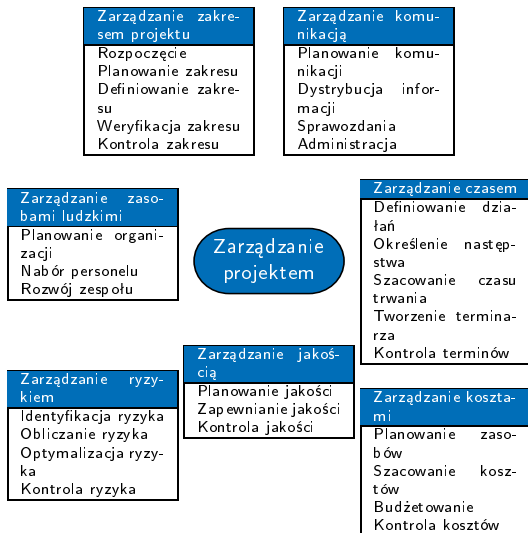 Zarządzanie zakre-
sem projektu
Rozpoczęcie
Planowanie zakresu
Definiowanie zakre-
su
Weryfikacja zakresu
Kontrola zakresu
Zarządzanie komu-
nikacją
Planowanie komu-
nikacji
Dystrybucja infor-
macji
Sprawozdania
Administracja
Zarządzanie zaso-
bami ludzkimi
Planowanie organi-
zacji
Nabór personelu
Rozwój zespołu
Zarządzanie
projektem
Zarządzanie czasem
Definiowanie dzia-
łań
Określenie następ-
stwa
Szacowanie czasu
trwania
Tworzenie termina-
rza
Kontrola terminów
Zarządzanie ryzy-
kiem
Identyfikacja ryzyka
Obliczanie ryzyka
Optymalizacja ryzy-
ka
Kontrola ryzyka
Zarządzanie jakoś-
cią
Planowanie jakości
Zapewnianie jakości
Kontrola jakości
Zarządzanie koszta-
mi
Planowanie zaso-
bów
Szacowanie kosz-
tów
Budżetowanie
Kontrola kosztów